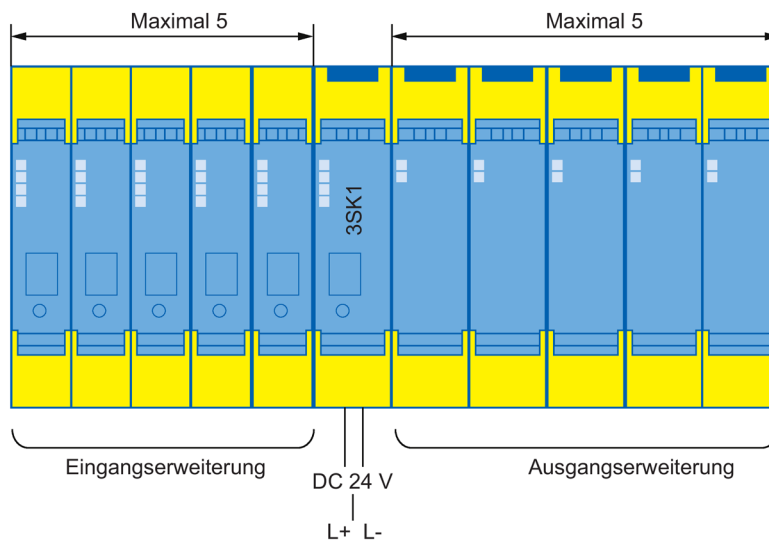 Maximal 5
Maximal 5
3SK1
Eingangserweiterung
Ausgangserweiterung
DC 24 V
L+ L-